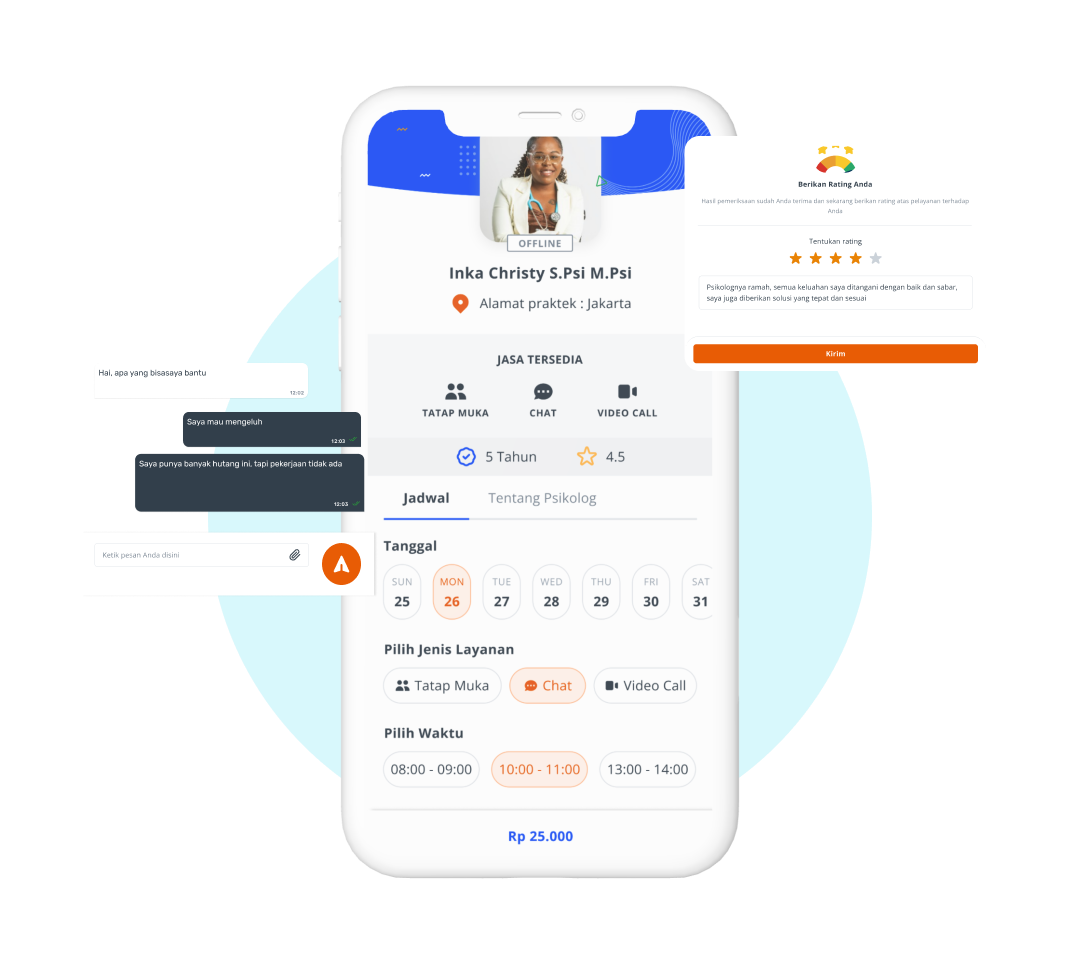 OFFLINE
Inka Christy S.Psi M.Psi
Alamat praktek : Jakarta
JASA TERSEDIA
TATAP MUKA
CHAT
VIDEO CALL
5 Tahun
4.5
Jadwal
Tentang Psikolog
Tanggal
SUN
25
MON
26
TUE
27
WED
28
THU
29
FRI
30
SAT
31
Pilih Jenis Layanan
Tatap Muka
Chat
Video Call
Pilih Waktu
08:00 - 09:00
10:00 - 11:00
13:00 - 14:00
Rp 25.000
Berikan Rating Anda
Hasil pemeriksaan sudah Anda terima dan sekarang berikan rating atas pelayanan terhadap
Anda
Tentukan rating
Psikolognya ramah, semua keluahan saya ditangani dengan baik dan sabar,
saya juga diberikan solusi yang tepat dan sesuai
Kirim
Hai, apa yang bisasaya bantu
12:02
Saya mau mengeluh
12:03
Saya punya banyak hutang ini, tapi pekerjaan tidak ada
12:03
Ketik pesan Anda disini